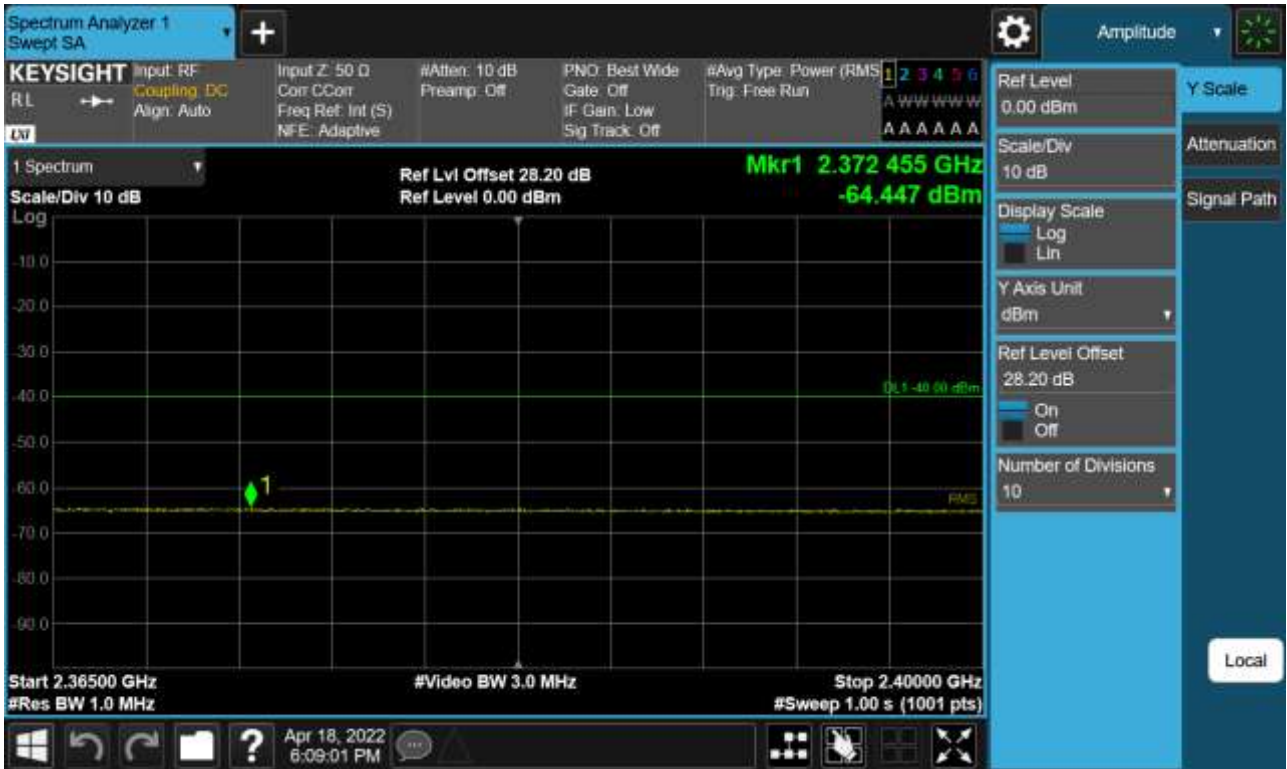 Spectrum Analyzer 1
Swept SA
+
Amplitude
KEYSIGHT
RL
Input: RF
Coupling: DC
Align: Auto
Input Z: 50 Ω
Corr CCorr
Freq Ref: Int (S)
NFE: Adaptive
#Atten: 10 dB
Preamp: Off
PNO: Best Wide
Gate: Off
IF Gain: Low
Sig Track: Off
#Avg Type: Power (RMS
Trig: Free Run
1 2 3 4 5 6
A W W W W W
A A A A A A
1 Spectrum
Scale/Div 10 dB
Log
Ref Lvl Offset 28.20 dB
Ref Level 0.00 dBm
Mkr1 2.372 455 GHz
-64.447 dBm
-10.0
-20.0
-30.0
-40.0
-50.0
-60.0
-70.0
-80.0
-90.0
DL1 -40.00 dBm
1
RMS
Start 2.36500 GHz
#Res BW 1.0 MHz
#Video BW 3.0 MHz
Stop 2.40000 GHz
#Sweep 1.00 s (1001 pts)
Ref Level
0.00 dBm
Scale/Div
10 dB
Display Scale
Log
Lin
Y Axis Unit
dBm
Ref Level Offset
28.20 dB
On
Off
Number of Divisions
10
Y Scale
Attenuation
Signal Path
Local
?
Apr 18, 2022
6:09:01 PM